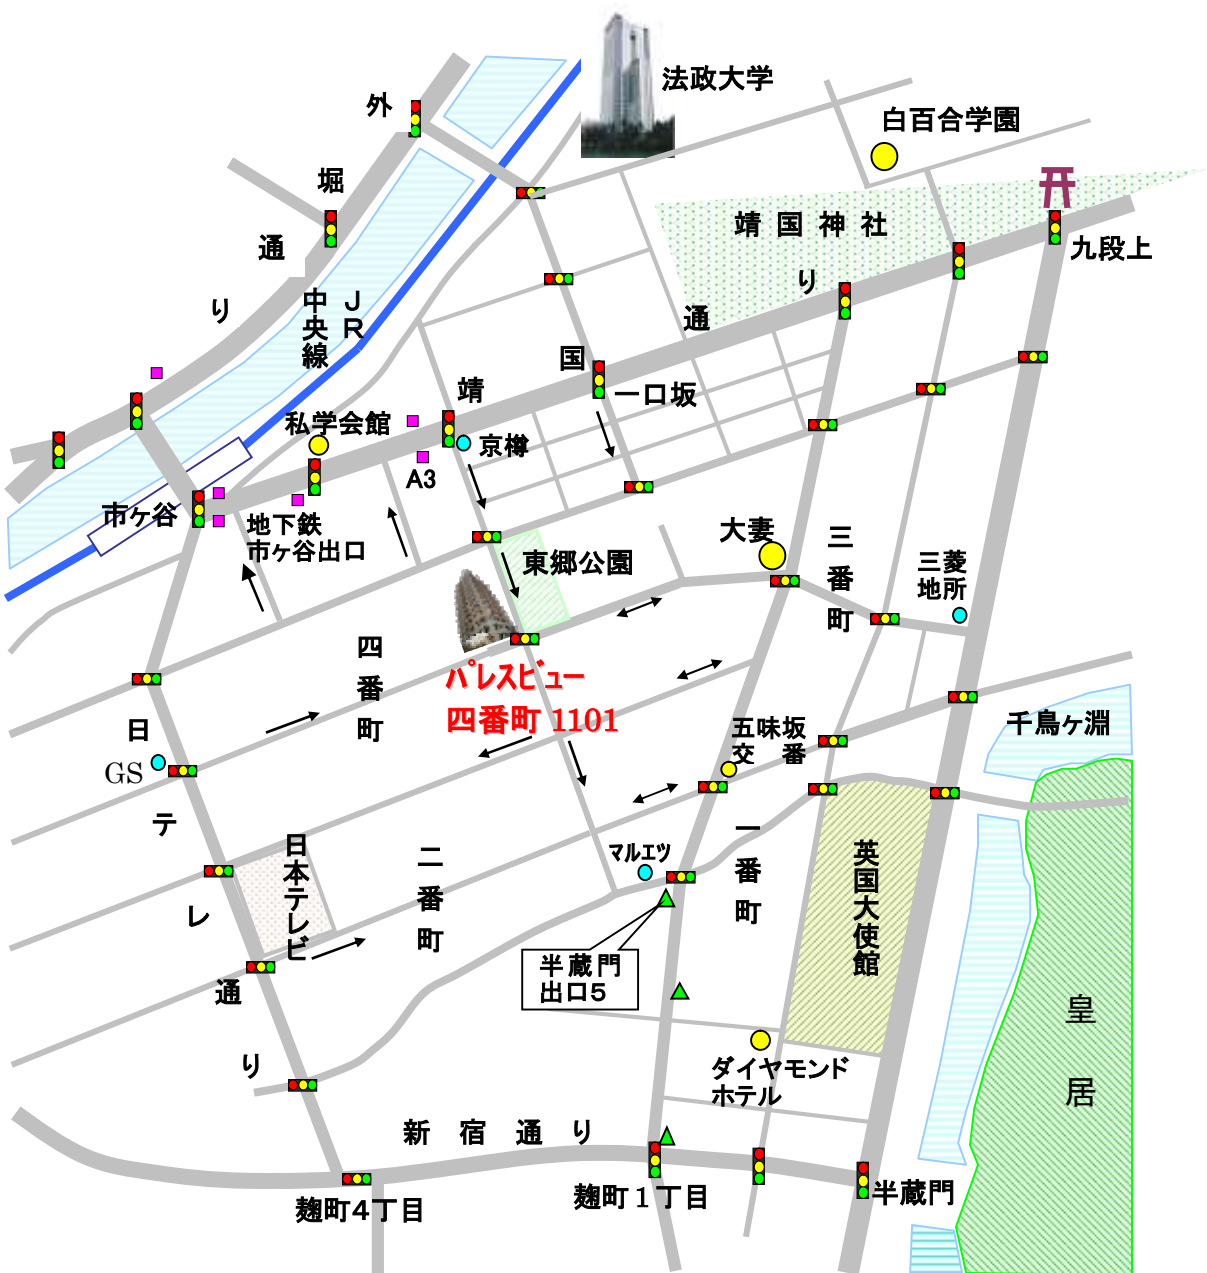 法政大学
白百合学園
外堀通り
靖国神社
九段上
JR
中央線
靖国通り
一口坂
私学会館
京樽
A3
市ヶ谷
地下鉄
市ヶ谷出口
東郷公園
大妻
三番町
三菱
地所
四番町
パレスビュー
四番町 1101
五味坂
交番
千鳥ヶ淵
日テレ通り
GS
日本テレビ
二番町
マルエツ
一番町
英国大使館
半蔵門
出口5
皇居
ダイヤモンド
ホテル
新宿通り
麹町4丁目
麹町1丁目
半蔵門